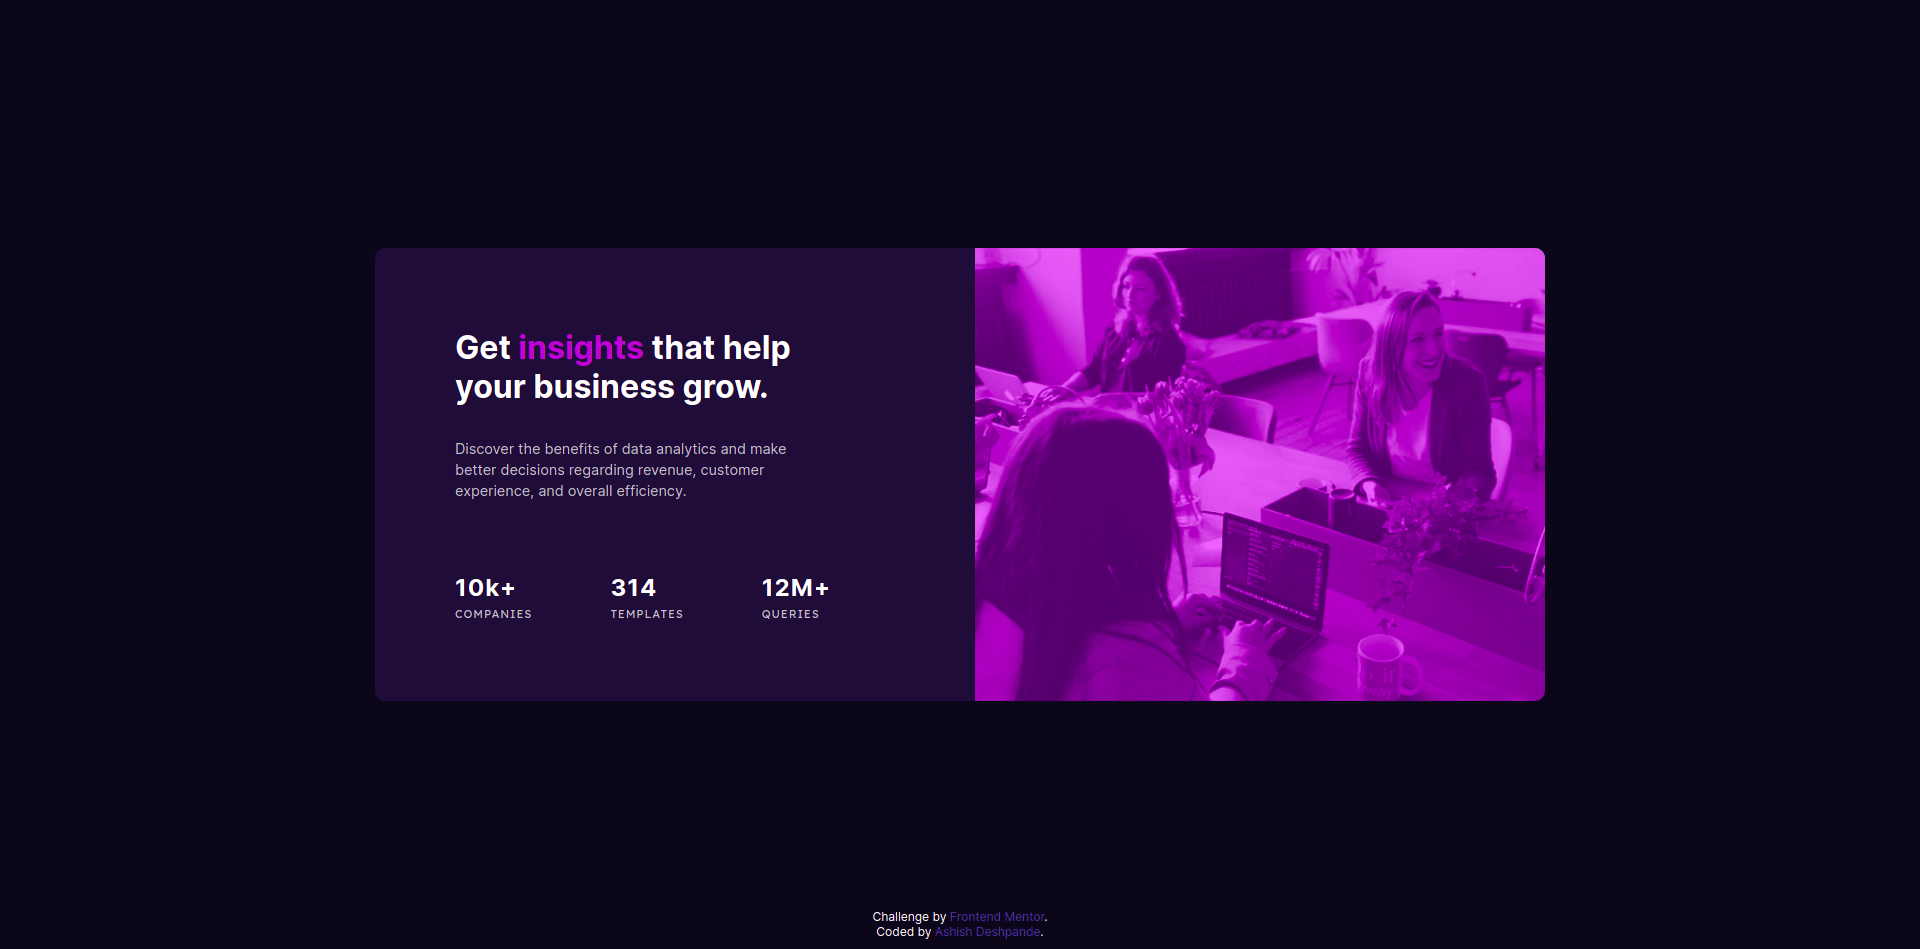 Get insights that help
your business grow.
Discover the benefits of data analytics and make
better decisions regarding revenue, customer
experience, and overall efficiency.
10k+
COMPANIES
314
TEMPLATES
12M+
QUERIES
Challenge by Frontend Mentor.
Coded by Ashish Deshpande.